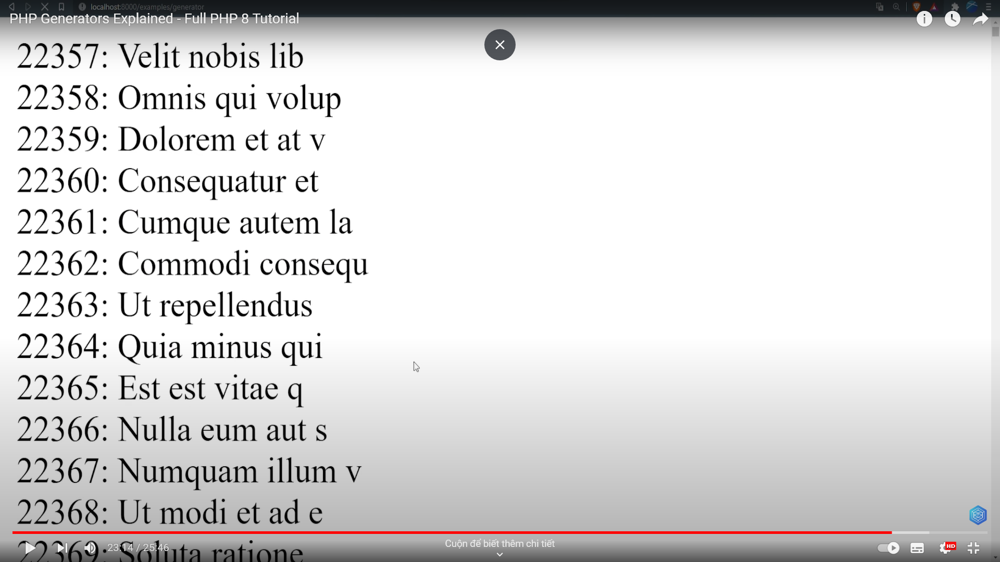 localhost:8000/examples/generator
PHP Generators Explained - Full PHP 8 Tutorial
22357: Velit nobis lib
22358: Omnis qui volup
22359: Dolorem et at v
22360: Consequatur et
22361: Cumque autem la
22362: Commodi consequ
22363: Ut repellendus
22364: Quia minus qui
22365: Est est vitae q
22366: Nulla eum aut s
22367: Numquam illum v
22368: Ut modi et ad e
22369: Soluta ratione
23:14 / 25:46
Cuộn để biết thêm chi tiết
HD